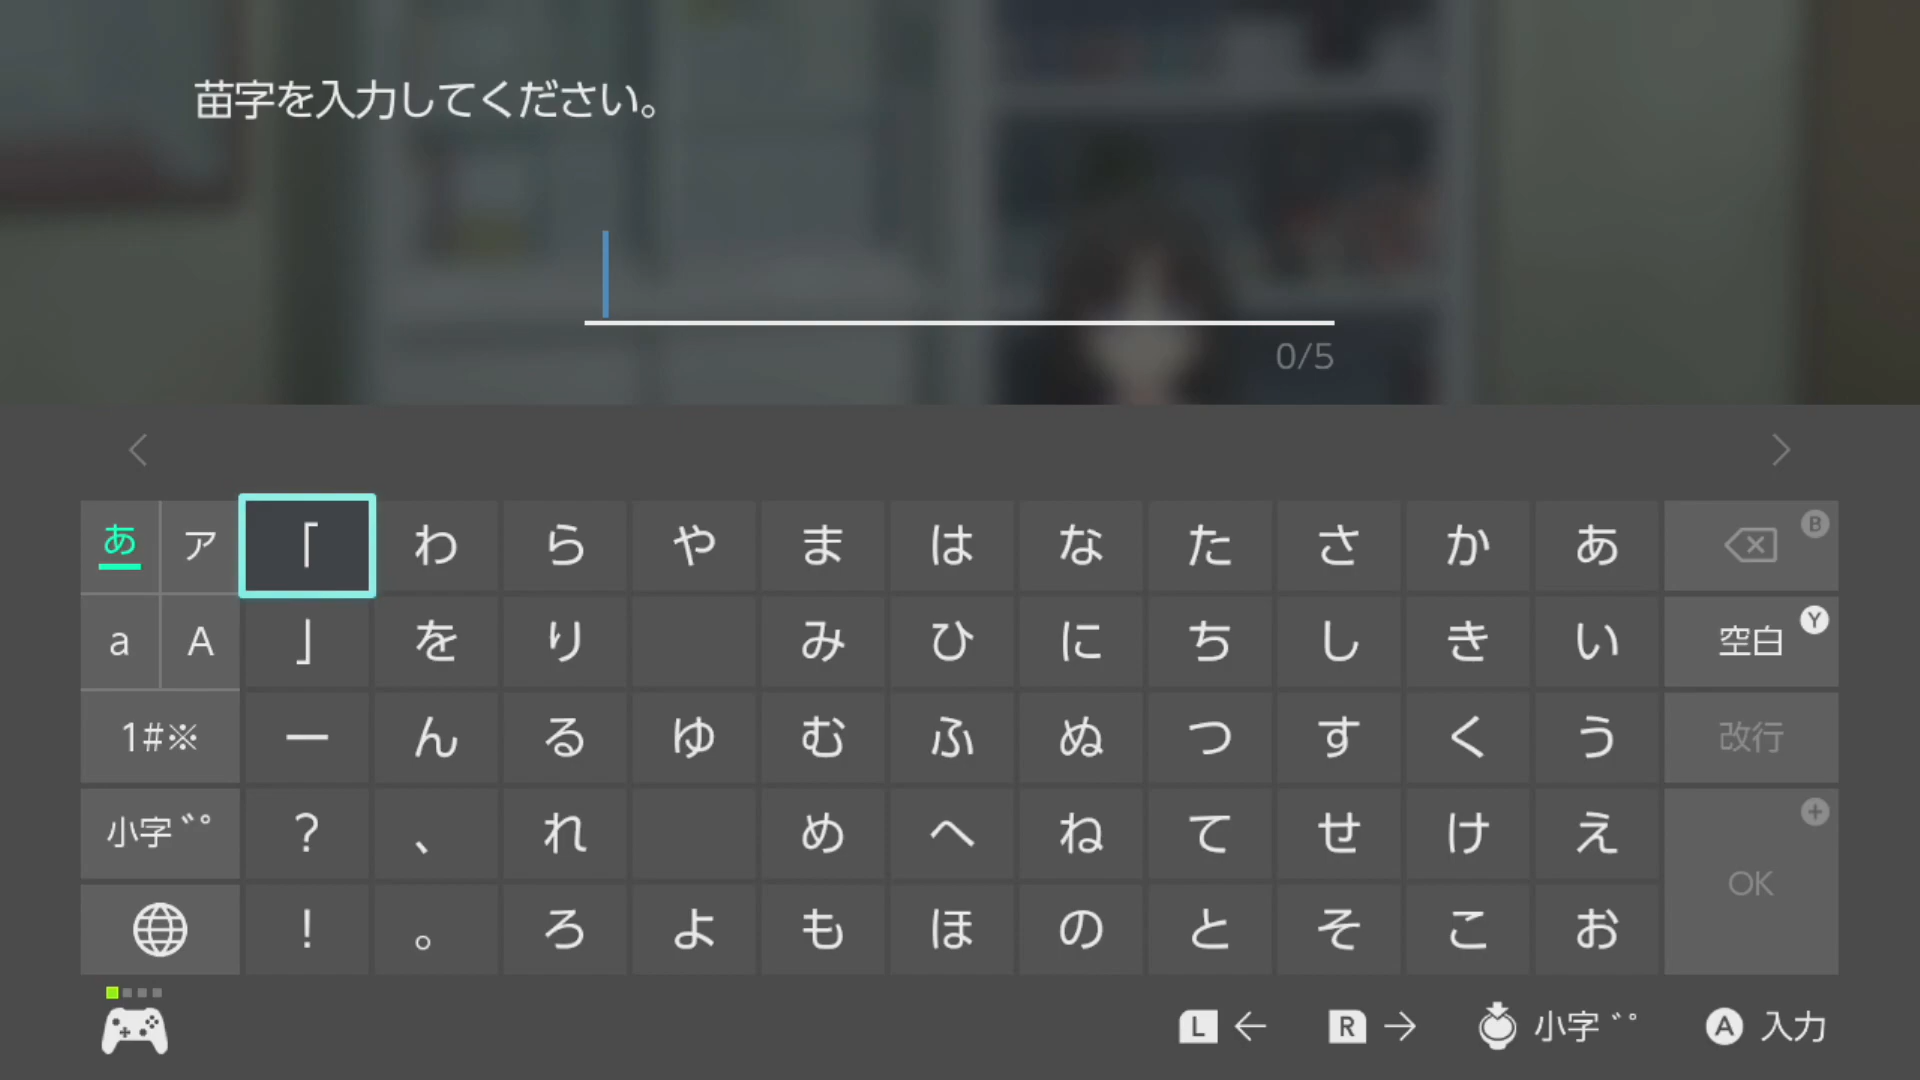 苗字を入力してください。
0/5
あ ア 「 わ ら や ま は な た さ か あ B
a A 」 を り み ひ に ち し き い 空白 Y
1#※ ー ん る ゆ む ふ ぬ つ す く う 改行
小字 ゛゜ ? 、 れ め へ ね て せ け え +
! 。 ろ よ も ほ の と そ こ お OK
L ← R → 小字 ゛゜ A 入力